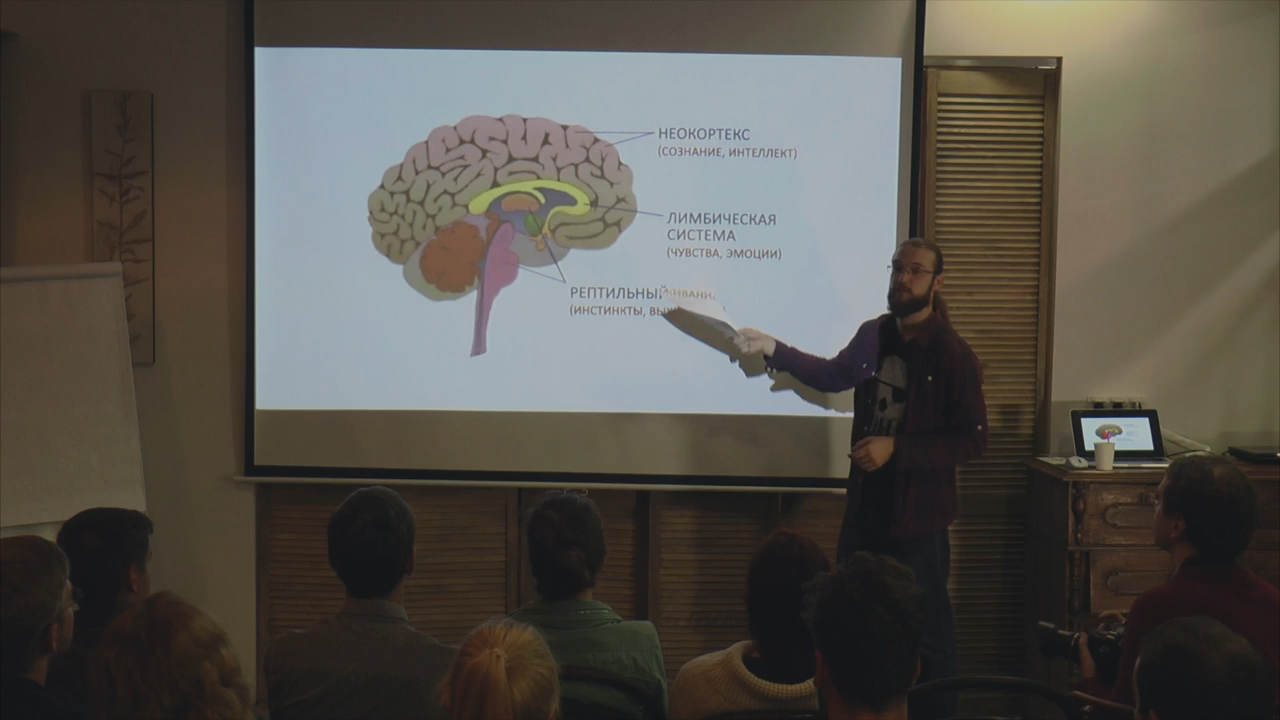 НЕОКОРТЕКС
(СОЗНАНИЕ, ИНТЕЛЛЕКТ)
ЛИМБИЧЕСКАЯ
СИСТЕМА
(ЧУВСТВА, ЭМОЦИИ)
РЕПТИЛЬНЫЙ
(ИНСТИНКТЫ,